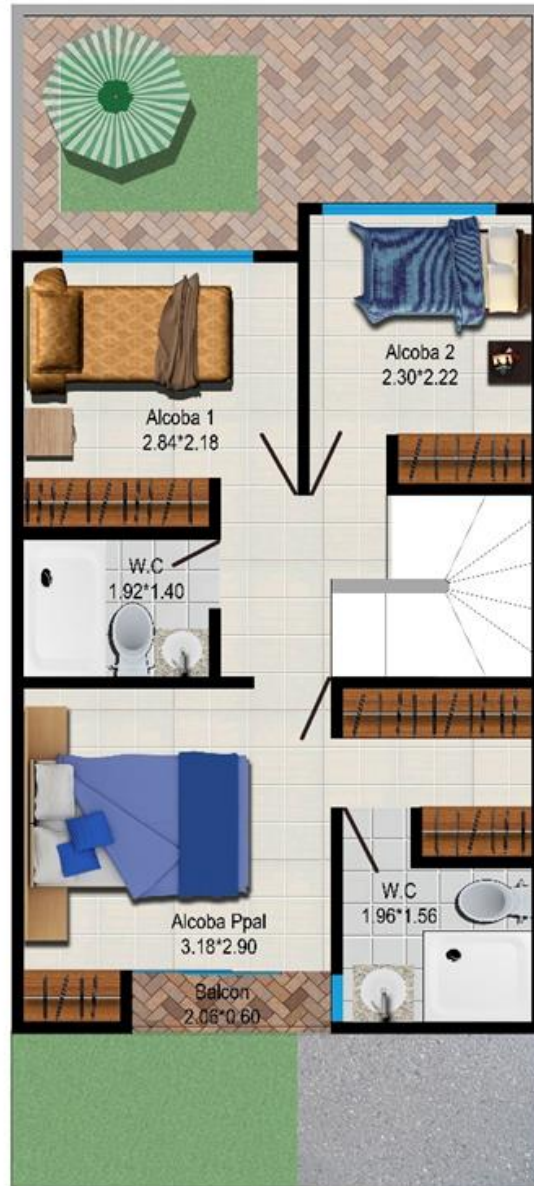 Alcoba 2
2.30*2.22
Alcoba 1
2.84*2.18
W.C
1.92*1.40
W.C
1.96*1.56
Alcoba Ppal
3.18*2.90
Balcon
2.06*0.60